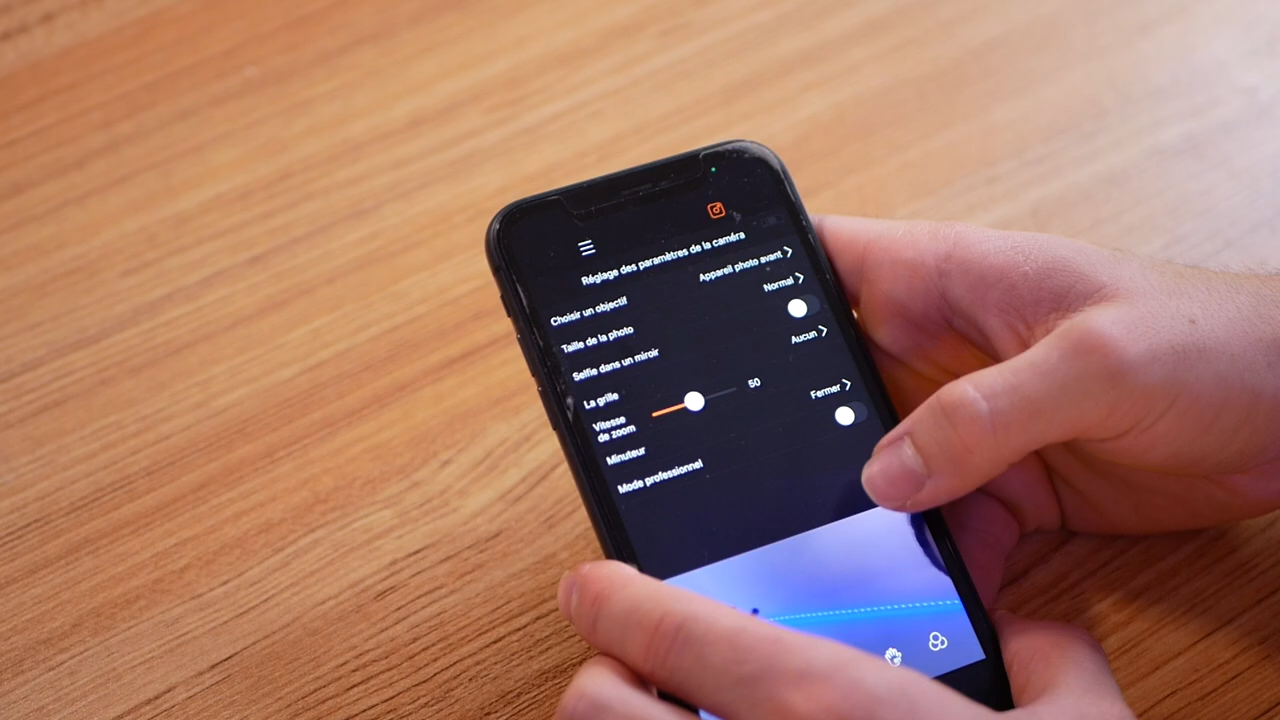 Réglage des paramètres de la caméra
Choisir un objectif Appareil photo avant
Taille de la photo Normal
Selfie dans un miroir
La grille Aucun
Vitesse
de zoom 50
Minuteur Fermer
Mode professionnel